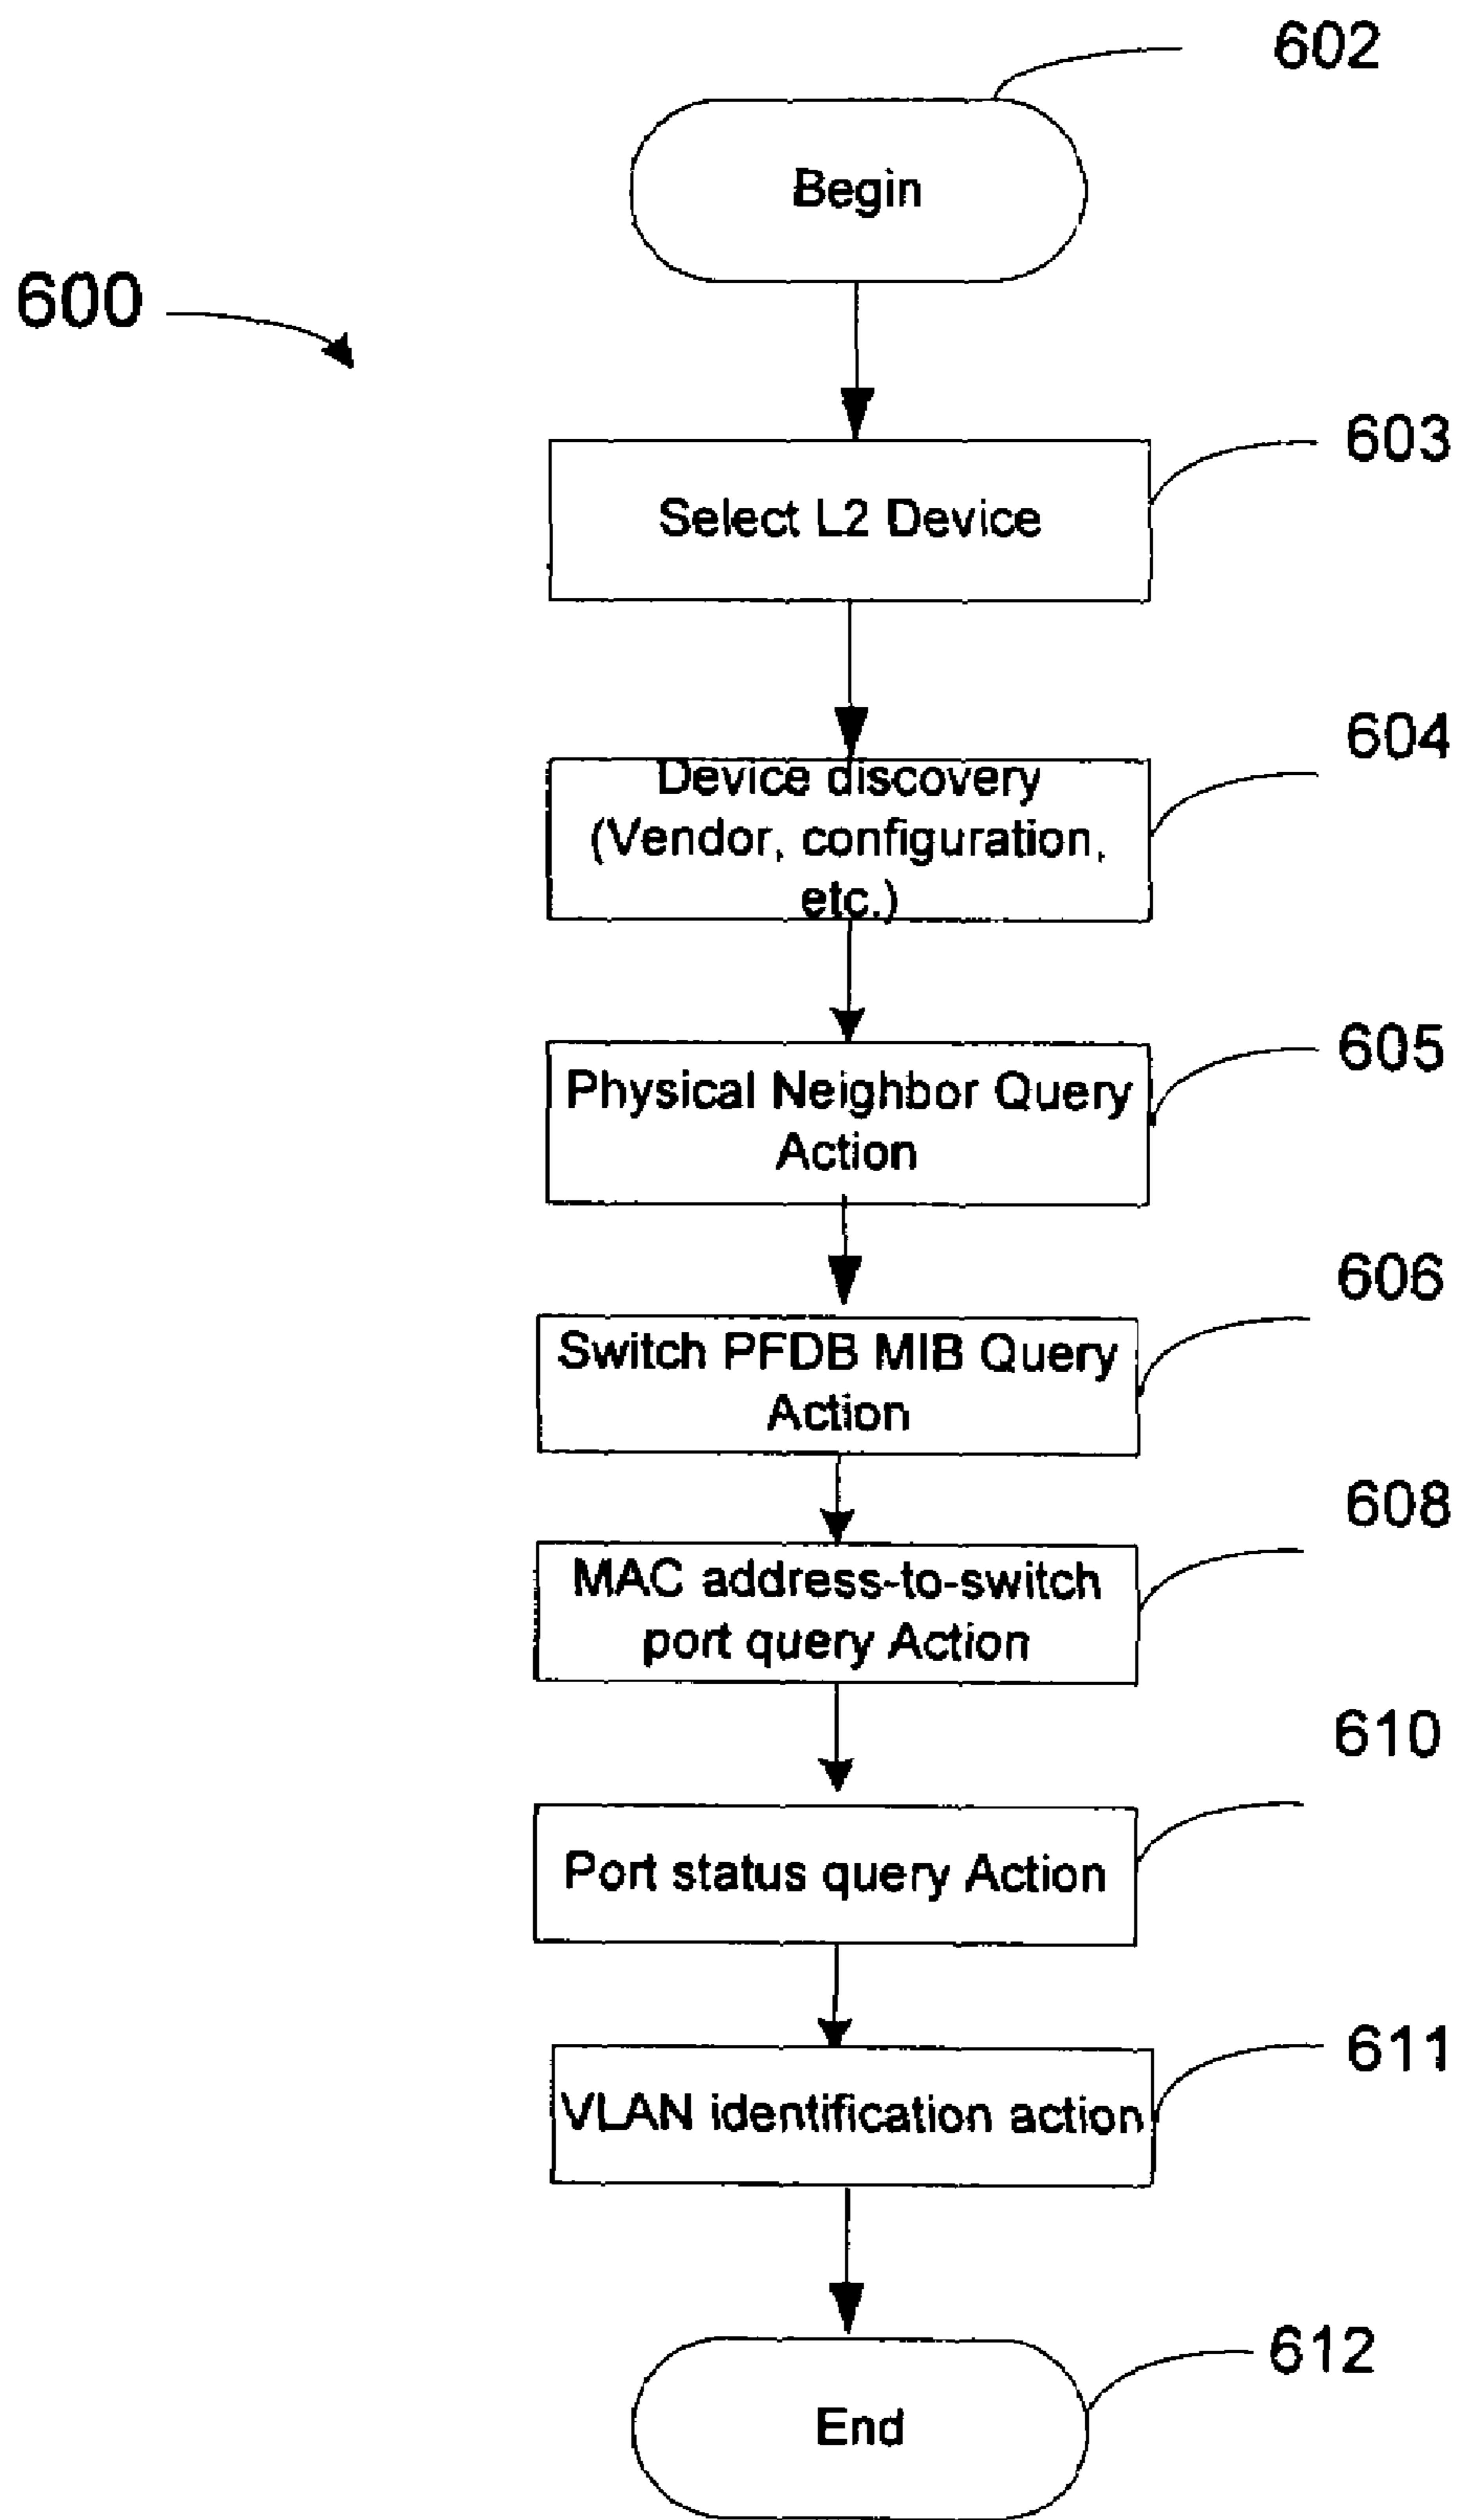 602
Begin
600
603
Select L2 Device
604
Device discovery
(Vendor, configuration,
etc.)
605
Physical Neighbor Query
Action
606
Switch PFDB MIB Query
Action
608
MAC address-to-switch
port query Action
610
Port status query Action
611
VLAN identification action
612
End